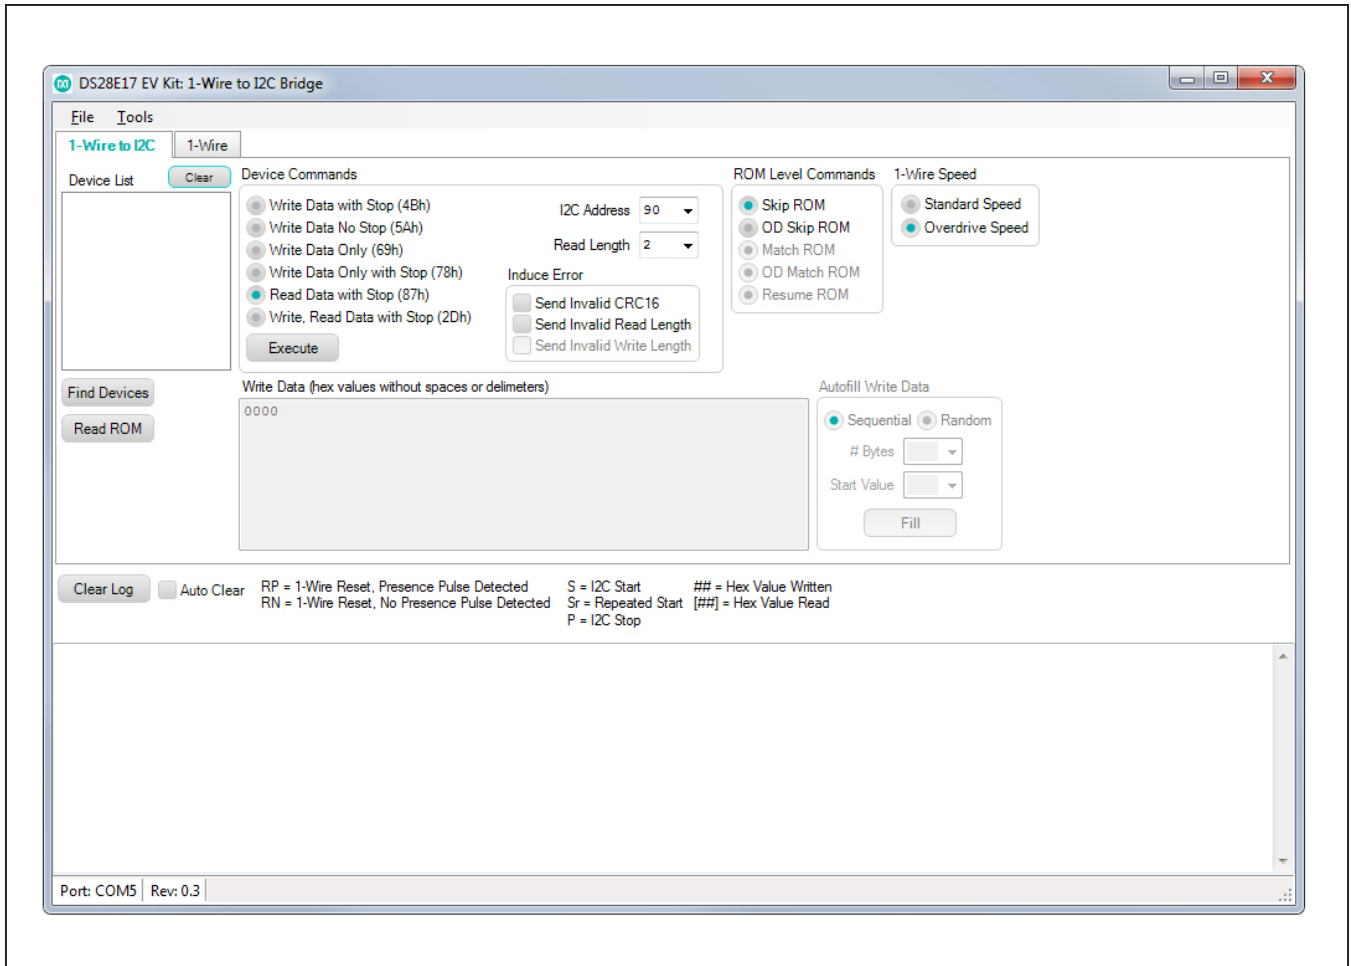 DS28E17 EV Kit: 1-Wire to I2C Bridge
File Tools
1-Wire to I2C 1-Wire
Device List Clear
Find Devices
Read ROM
Device Commands
Write Data with Stop (4Bh)
Write Data No Stop (5Ah)
Write Data Only (69h)
Write Data Only with Stop (78h)
Read Data with Stop (87h)
Write, Read Data with Stop (2Dh)
Execute
I2C Address 90
Read Length 2
Induce Error
Send Invalid CRC16
Send Invalid Read Length
Send Invalid Write Length
ROM Level Commands
Skip ROM
OD Skip ROM
Match ROM
OD Match ROM
Resume ROM
1-Wire Speed
Standard Speed
Overdrive Speed
Write Data (hex values without spaces or delimeters)
0000
Autofill Write Data
Sequential Random
# Bytes
Start Value
Fill
Clear Log Auto Clear
RP = 1-Wire Reset, Presence Pulse Detected
RN = 1-Wire Reset, No Presence Pulse Detected
S = I2C Start
Sr = Repeated Start
P = I2C Stop
## = Hex Value Written
[##] = Hex Value Read
Port: COM5 Rev: 0.3